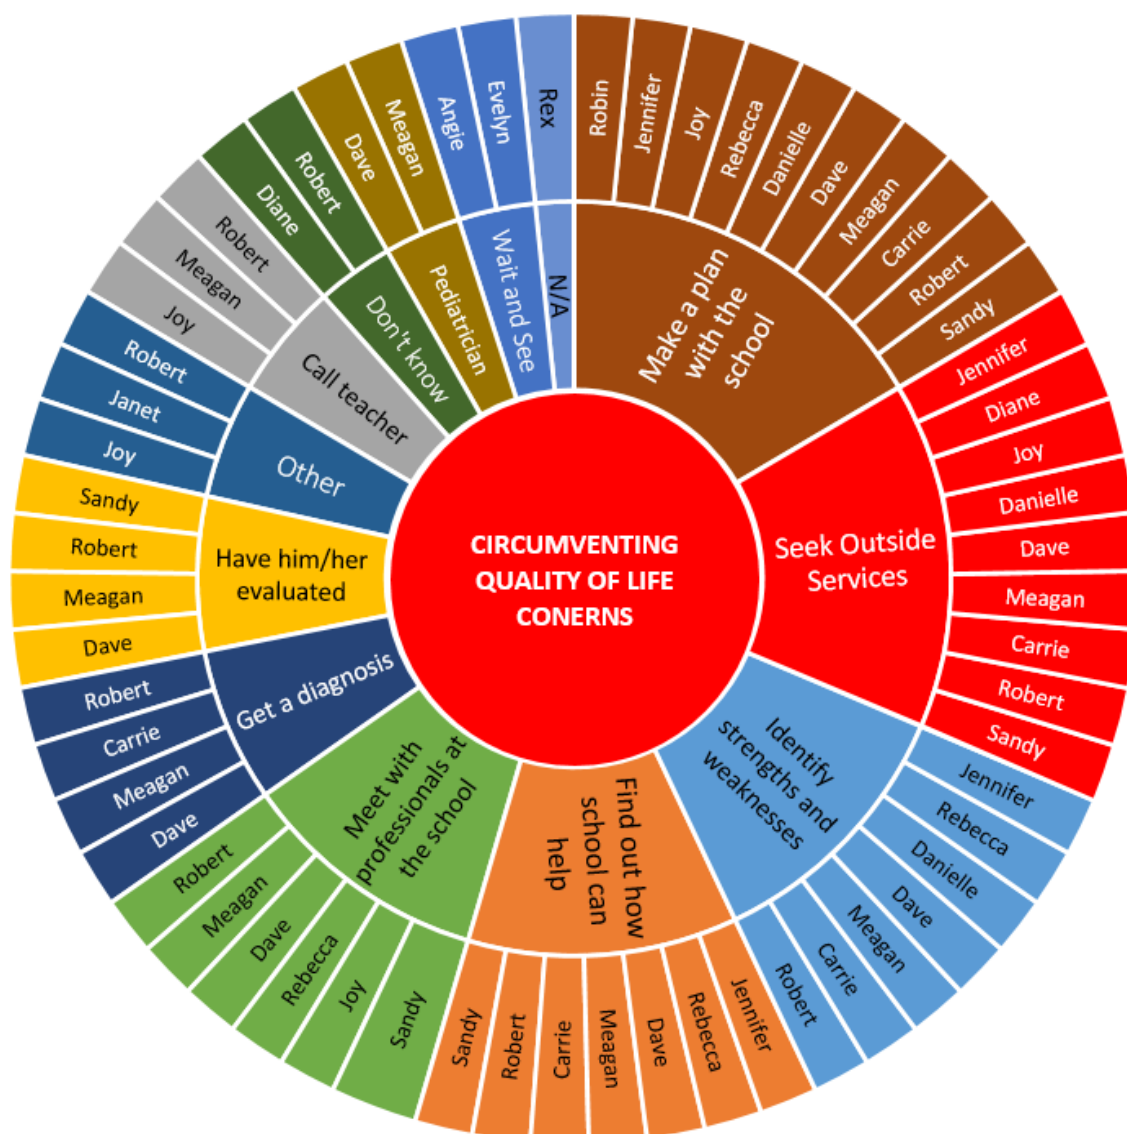 CIRCUMVENTING
QUALITY OF LIFE
CONERNS
Make a plan
with the
school
Robin
Jennifer
Joy
Rebecca
Danielle
Dave
Meagan
Carrie
Robert
Sandy
Seek Outside
Services
Jennifer
Diane
Joy
Danielle
Dave
Meagan
Carrie
Robert
Sandy
Identify
strengths and
weaknesses
Jennifer
Rebecca
Danielle
Dave
Meagan
Carrie
Robert
Find out how
school can
help
Jennifer
Rebecca
Dave
Meagan
Carrie
Robert
Sandy
Meet with
professionals at
the school
Sandy
Joy
Rebecca
Dave
Meagan
Robert
Get a diagnosis
Dave
Meagan
Carrie
Robert
Have him/her
evaluated
Dave
Meagan
Robert
Sandy
Other
Joy
Janet
Robert
Call teacher
Joy
Meagan
Robert
Don't know
Diane
Robert
Pediatrician
Dave
Meagan
Wait and See
Angie
Evelyn
N/A
Rex